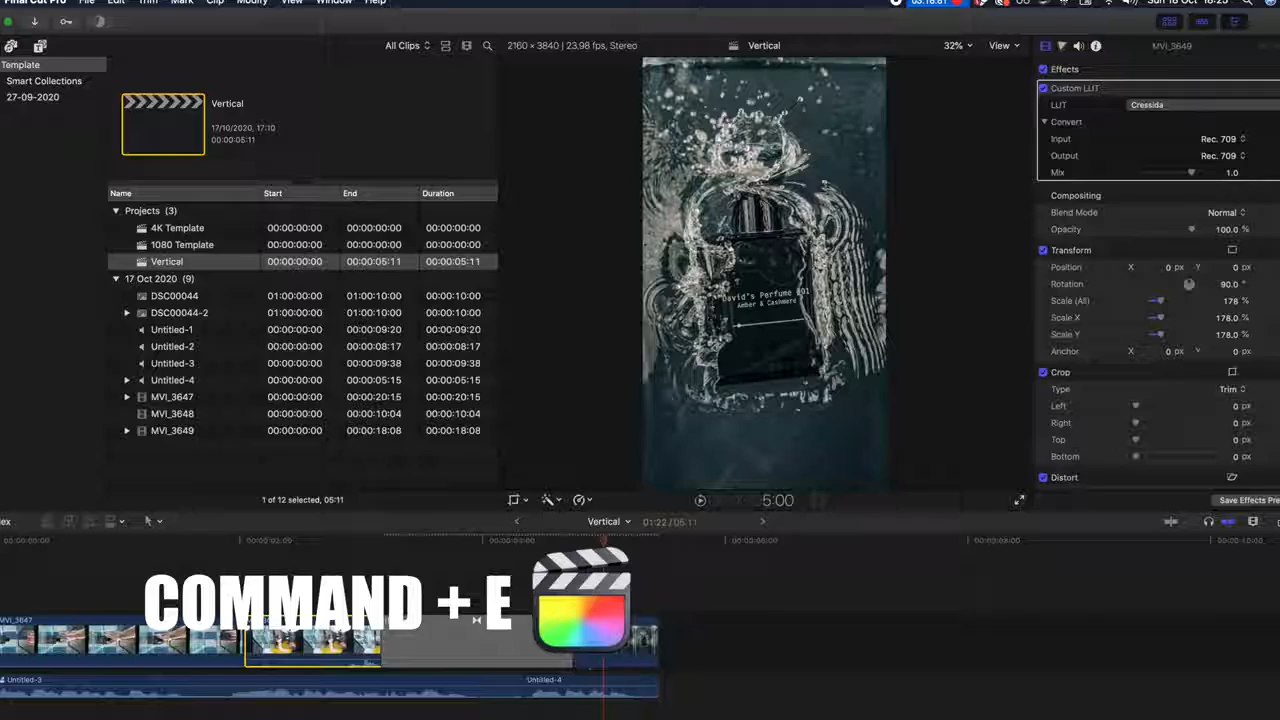 Final Cut Pro File Edit Trim Mark Clip Modify View Window Help
Sun 18 Oct 18:25
All Clips
2160 × 3840 | 23.98 fps, Stereo
Vertical
32%
View
MVI_3649
Template
Smart Collections
27-09-2020
Vertical
17/10/2020, 17:10
00:00:05:11
Name Start End Duration
Projects (3)
4K Template 00:00:00:00 00:00:00:00 00:00:00:00
1080 Template 00:00:00:00 00:00:00:00 00:00:00:00
Vertical 00:00:00:00 00:00:05:11 00:00:05:11
17 Oct 2020 (9)
DSC00044 01:00:00:00 01:00:10:00 00:00:10:00
DSC00044-2 01:00:00:00 01:00:10:00 00:00:10:00
Untitled-1 00:00:00:00 00:00:09:20 00:00:09:20
Untitled-2 00:00:00:00 00:00:08:17 00:00:08:17
Untitled-3 00:00:00:00 00:00:09:38 00:00:09:38
Untitled-4 00:00:00:00 00:00:05:15 00:00:05:15
MVI_3647 00:00:00:00 00:00:20:15 00:00:20:15
MVI_3648 00:00:00:00 00:00:10:04 00:00:10:04
MVI_3649 00:00:00:00 00:00:18:08 00:00:18:08
1 of 12 selected, 05:11
David's Perfume #01
Amber & Cashmere
5:00
Effects
Custom LUT
LUT Cressida
Convert
Input Rec. 709
Output Rec. 709
Mix 1.0
Compositing
Blend Mode Normal
Opacity 100.0 %
Transform
Position X 0 px Y 0 px
Rotation 90.0 °
Scale (All) 178 %
Scale X 178.0 %
Scale Y 178.0 %
Anchor X 0 px Y 0 px
Crop
Type Trim
Left 0 px
Right 0 px
Top 0 px
Bottom 0 px
Distort
Save Effects Pre
ex
Vertical
01:22 / 05:11
00:00:00:00
COMMAND + E
MVI_3647
Untitled-3
Untitled-4